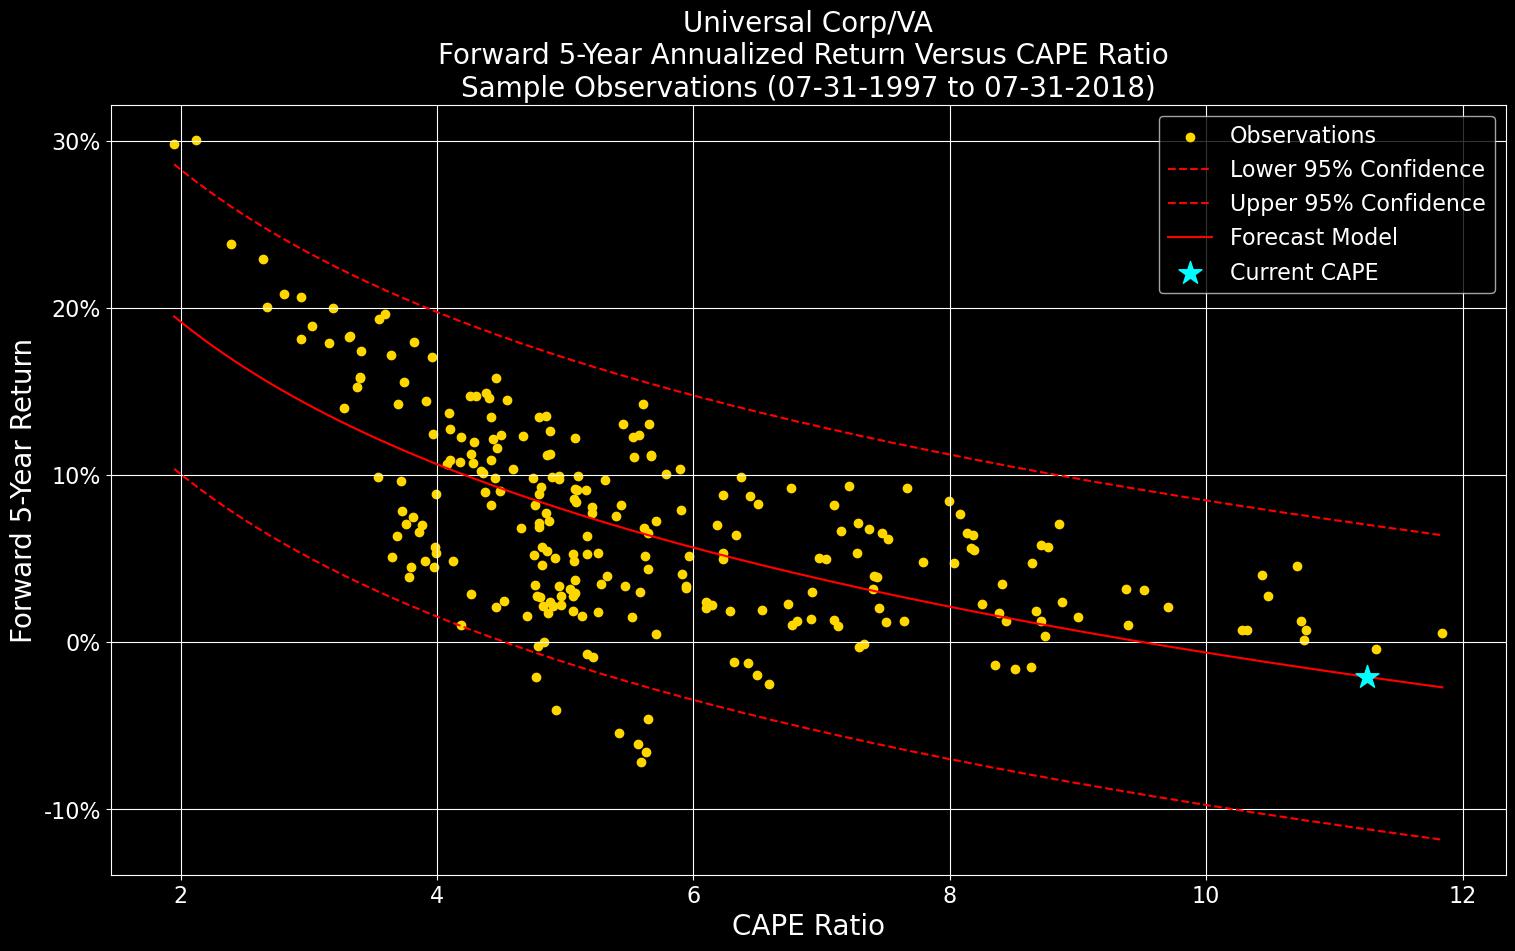 Universal Corp/VA
Forward 5-Year Annualized Return Versus CAPE Ratio
Sample Observations (07-31-1997 to 07-31-2018)
Observations
Lower 95% Confidence
Upper 95% Confidence
Forecast Model
Current CAPE
Forward 5-Year Return
30%
20%
10%
0%
-10%
2 4 6 8 10 12
CAPE Ratio